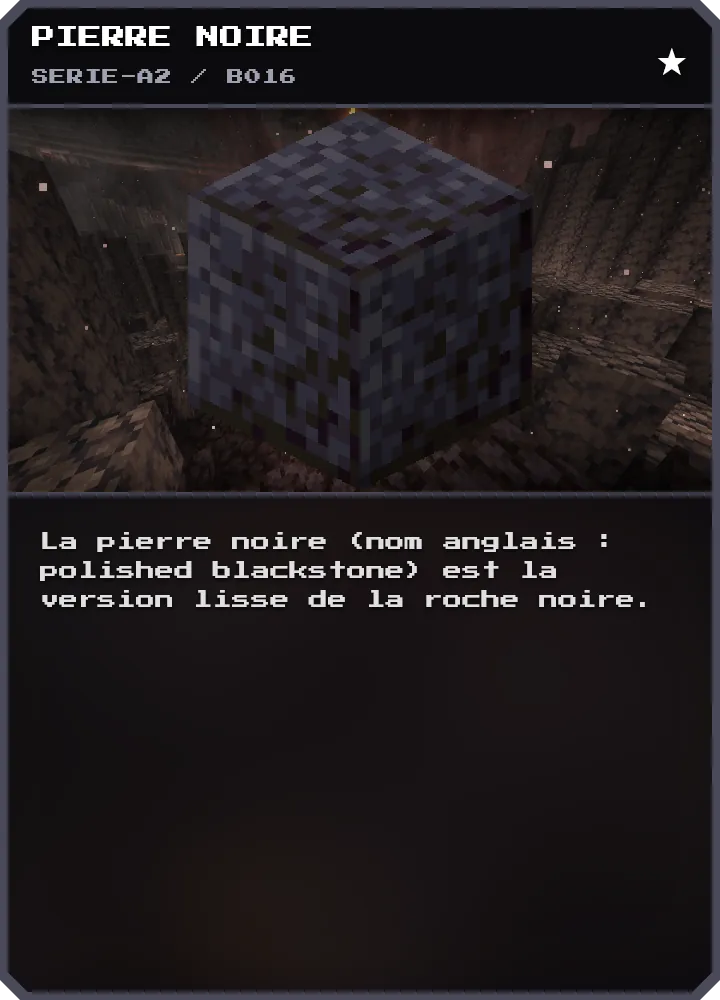 PIERRE NOIRE
SERIE-A2 / B016
La pierre noire (nom anglais :
polished blackstone) est la
version lisse de la roche noire.